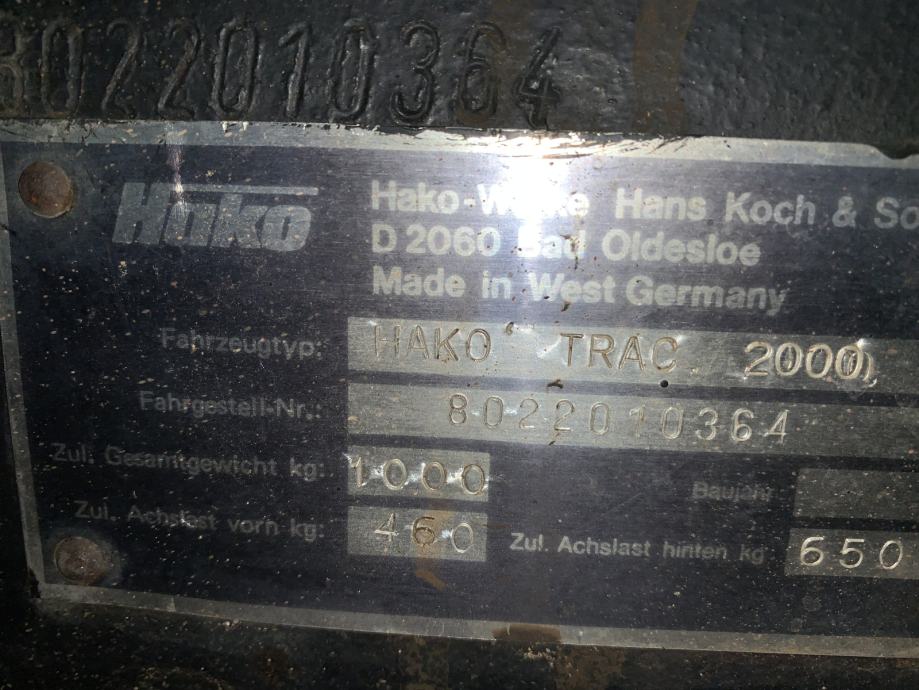 8022010364
Hako
Hako-Werke Hans Koch & So
D 2060 Bad Oldesloe
Made in West Germany
Fahrzeugtyp: HAKO TRAC. 2000
Fahrgestell-Nr.: 8022010364
Zul. Gesamtgewicht kg: 1000 Baujahr
Zul. Achslast vorn kg: 460 Zul. Achslast hinten kg 650